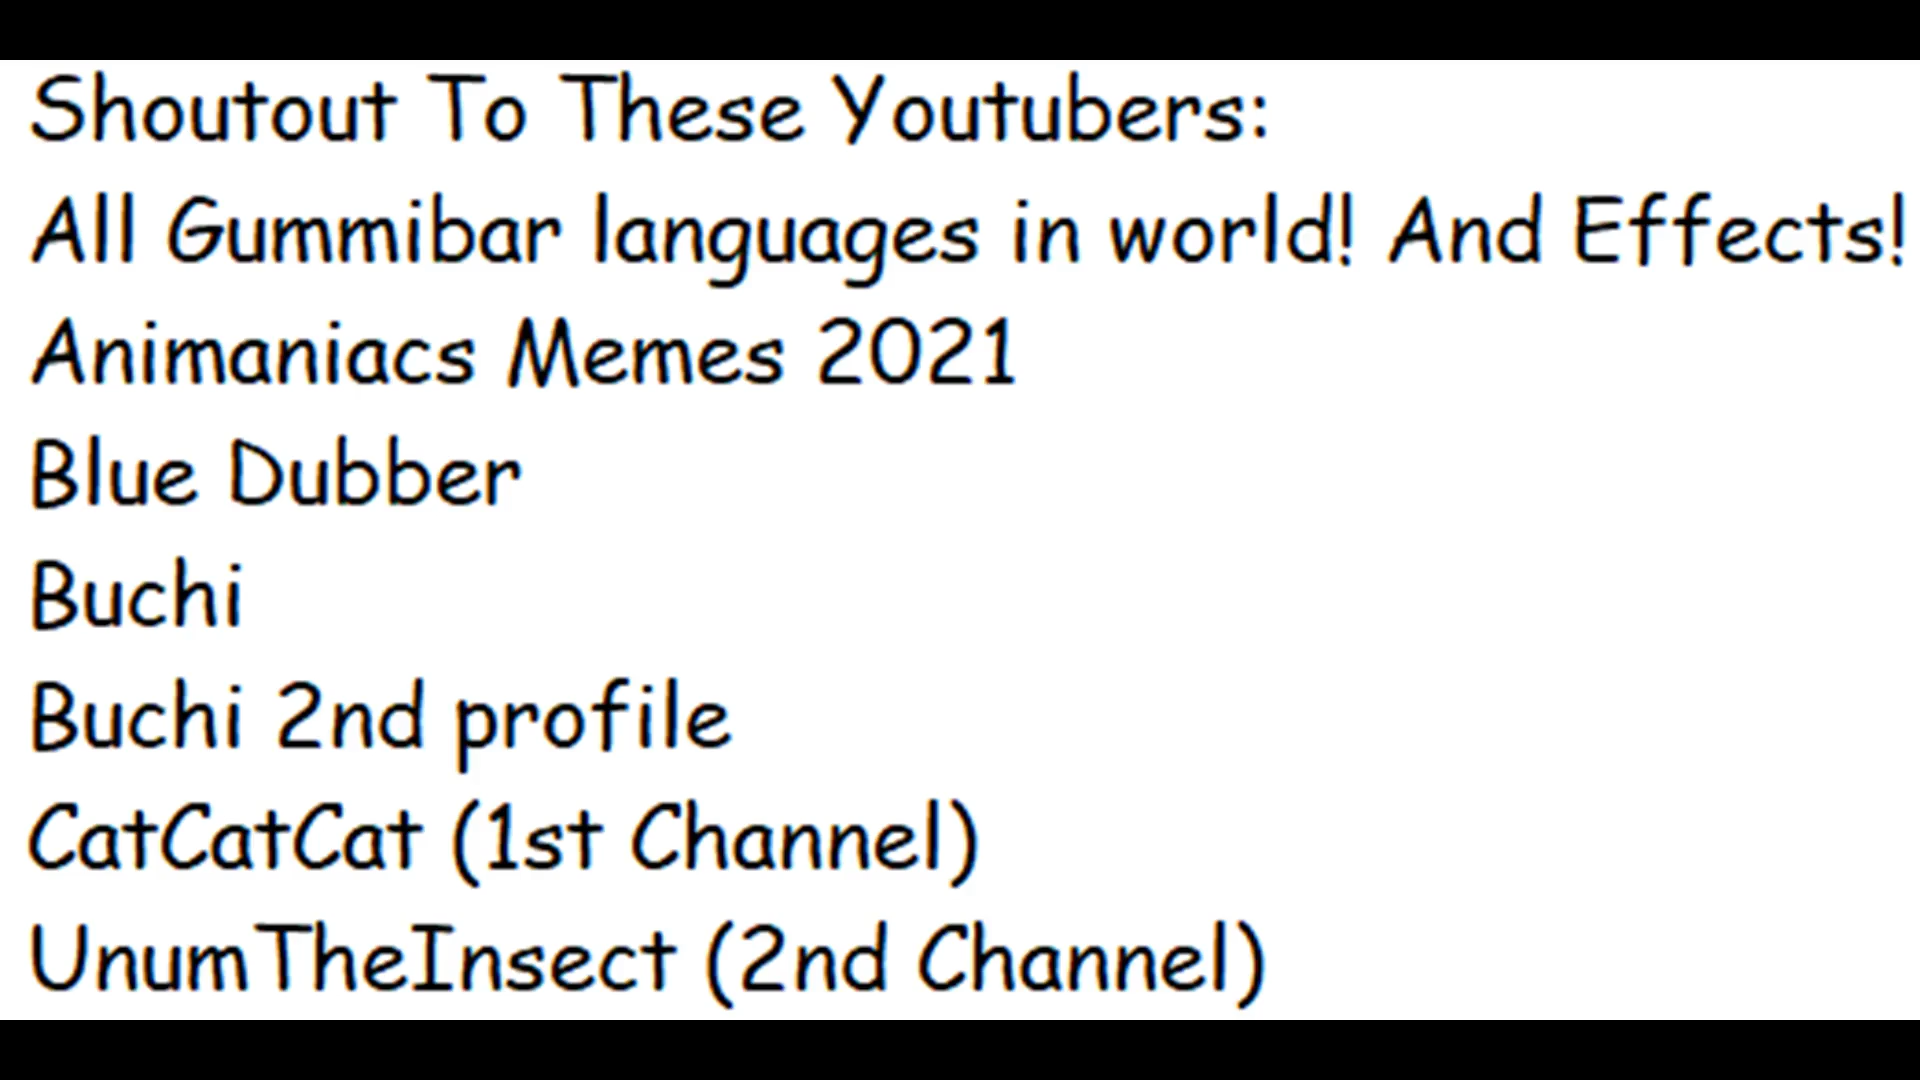 Shoutout To These Youtubers:
All Gummibar languages in world! And Effects!
Animaniacs Memes 2021
Blue Dubber
Buchi
Buchi 2nd profile
CatCatCat (1st Channel)
UnumTheInsect (2nd Channel)